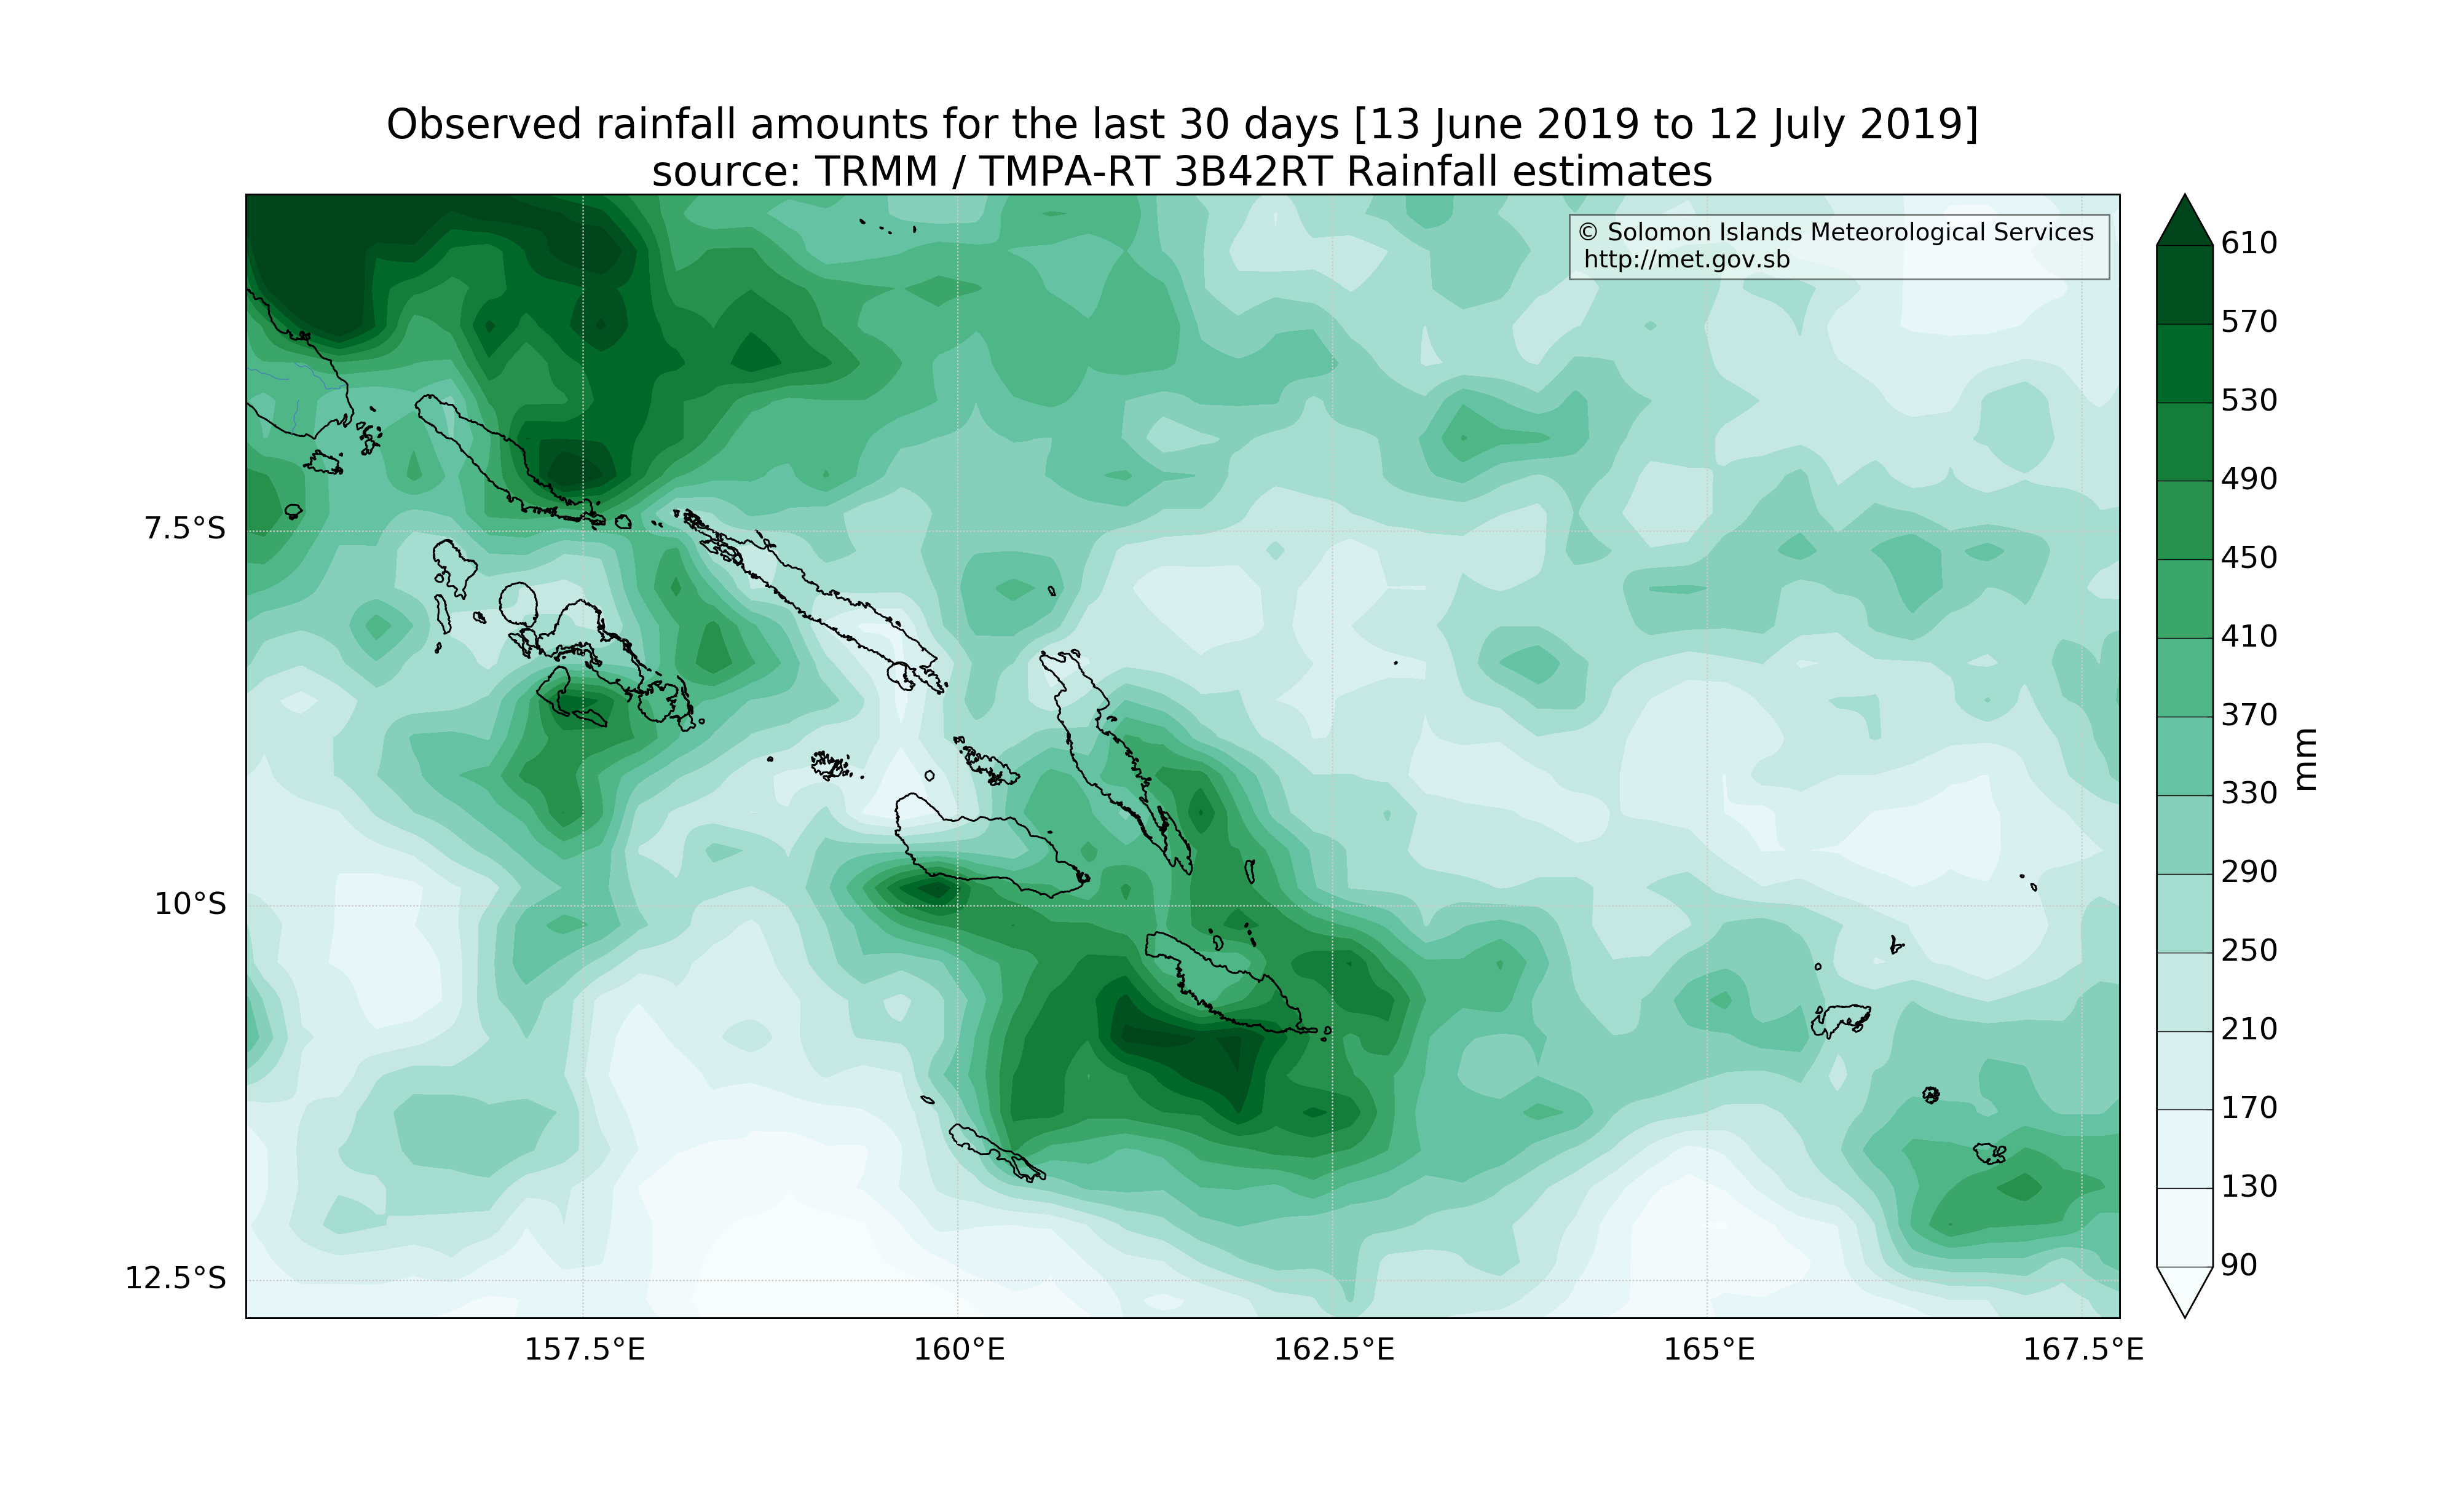 Observed rainfall amounts for the last 30 days [13 June 2019 to 12 July 2019]
source: TRMM / TMPA-RT 3B42RT Rainfall estimates
© Solomon Islands Meteorological Services
http://met.gov.sb
7.5°S
10°S
12.5°S
157.5°E
160°E
162.5°E
165°E
167.5°E
610
570
530
490
450
410
370
330
290
250
210
170
130
90
mm